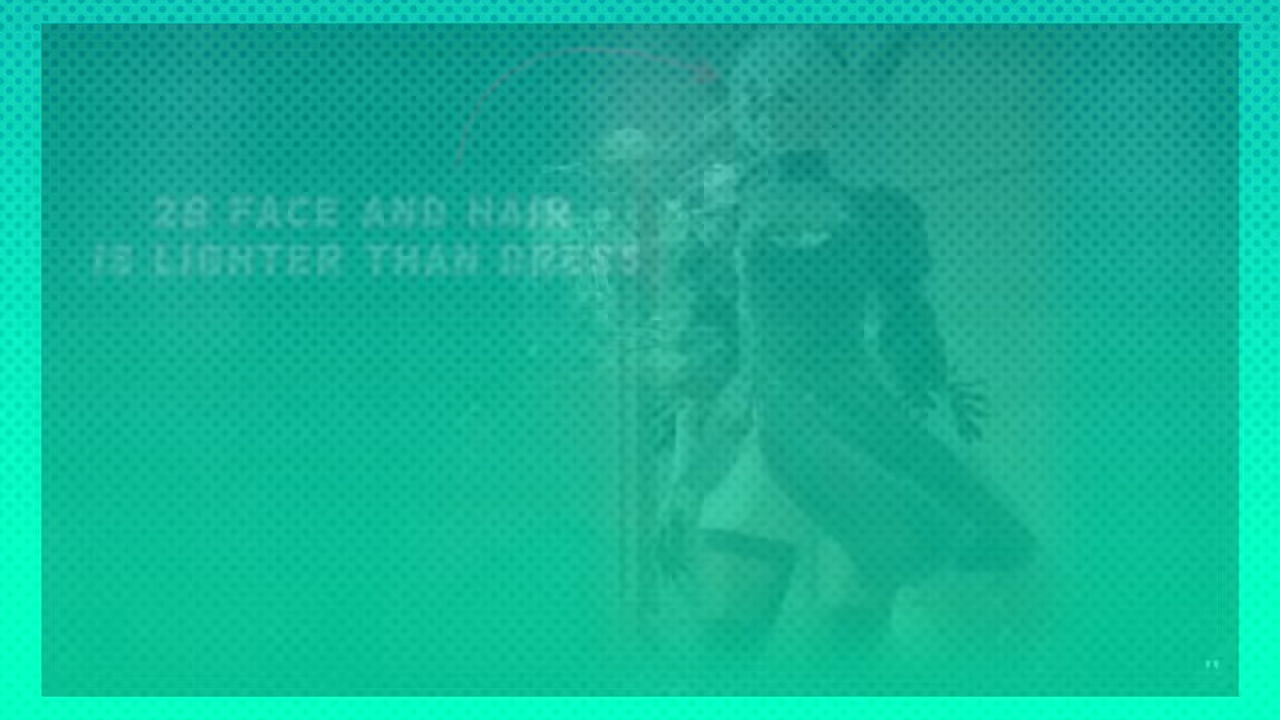 2B FACE AND HAIR
IS LIGHTER THAN DRESS
"